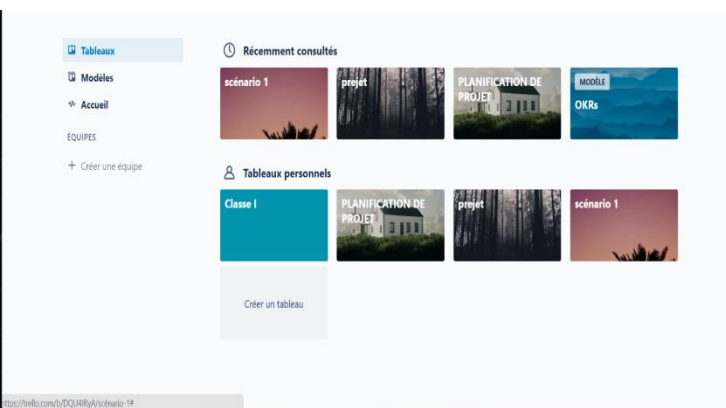 Tableaux
Modèles
Accueil
ÉQUIPES
+ Créer une équipe
Récemment consultés
scénario 1
prejet
PLANIFICATION DE
PROJET
MODÈLE
OKRs
Tableaux personnels
Classe I
PLANIFICATION DE
PROJET
prejet
scénario 1
Créer un tableau
https://trello.com/b/DQU4IRyA/scénario-1#